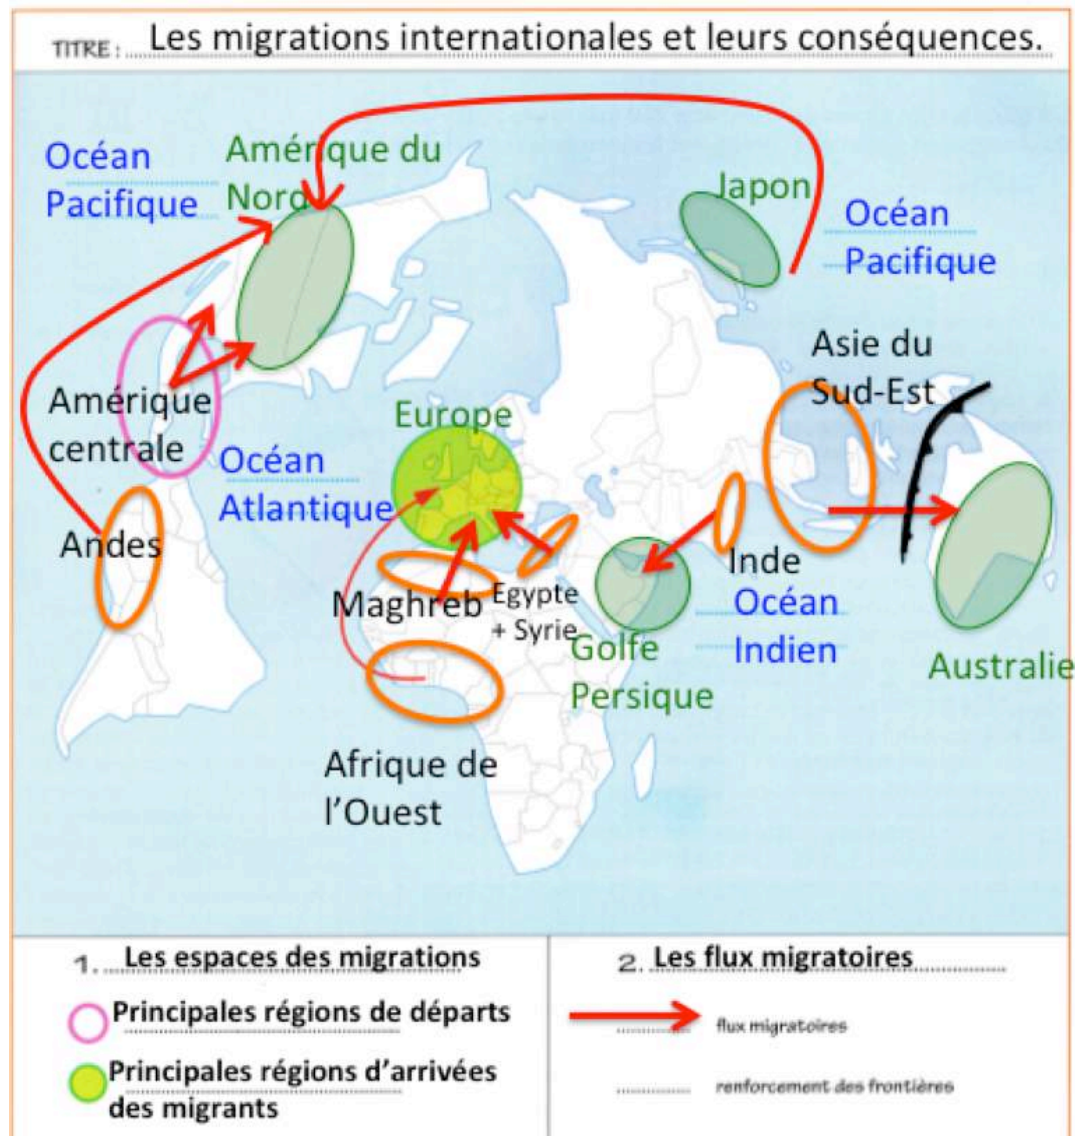 TITRE : Les migrations internationales et leurs conséquences.
Océan
Pacifique
Amérique du
Nord
Japon
Océan
Pacifique
Asie du
Sud-Est
Amérique
centrale
Europe
Océan
Atlantique
Andes
Inde
Maghreb
Egypte
+ Syrie
Océan
Indien
Golfe
Persique
Australie
Afrique de
l'Ouest
1. Les espaces des migrations
Principales régions de départs
Principales régions d'arrivées
des migrants
2. Les flux migratoires
flux migratoires
renforcement des frontières